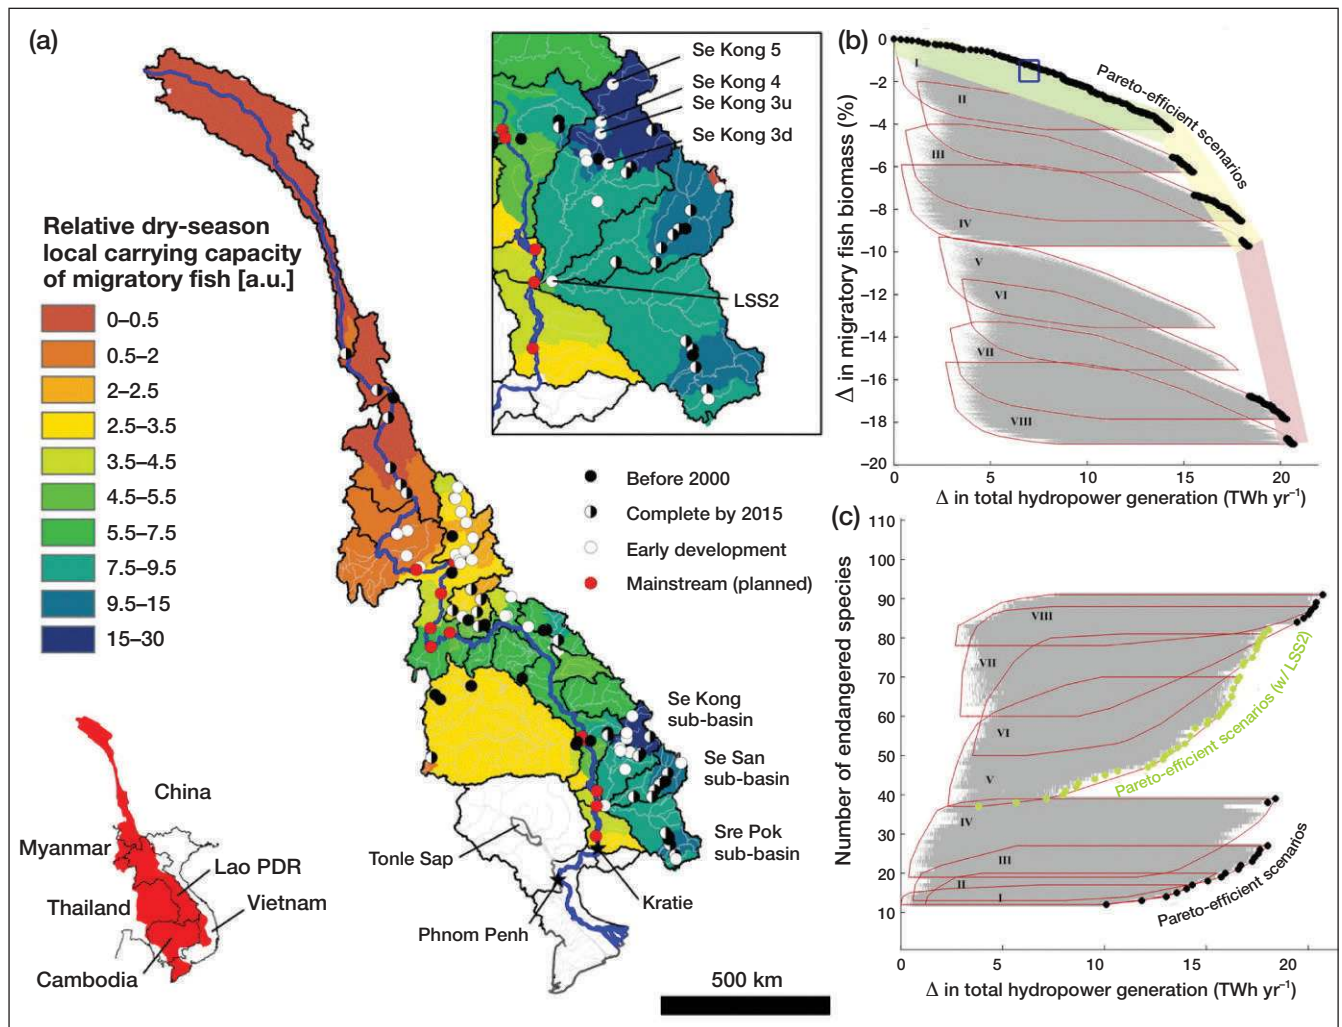 (a)
Se Kong 5
Se Kong 4
Se Kong 3u
Se Kong 3d
LSS2
Relative dry-season
local carrying capacity
of migratory fish [a.u.]
0–0.5
0.5–2
2–2.5
2.5–3.5
3.5–4.5
4.5–5.5
5.5–7.5
7.5–9.5
9.5–15
15–30
Before 2000
Complete by 2015
Early development
Mainstream (planned)
Se Kong
sub-basin
Se San
sub-basin
Sre Pok
sub-basin
Tonle Sap
Kratie
Phnom Penh
500 km
China
Myanmar
Lao PDR
Thailand
Vietnam
Cambodia
(b)
Δ in migratory fish biomass (%)
0
–2
–4
–6
–8
–10
–12
–14
–16
–18
–20
I
II
III
IV
V
VI
VII
VIII
Pareto-efficient scenarios
0 5 10 15 20
Δ in total hydropower generation (TWh yr⁻¹)
(c)
Number of endangered species
110
100
90
80
70
60
50
40
30
20
10
VIII
VII
VI
V
IV
III
II
I
Pareto-efficient scenarios (w/ LSS2)
Pareto-efficient scenarios
0 5 10 15 20
Δ in total hydropower generation (TWh yr⁻¹)